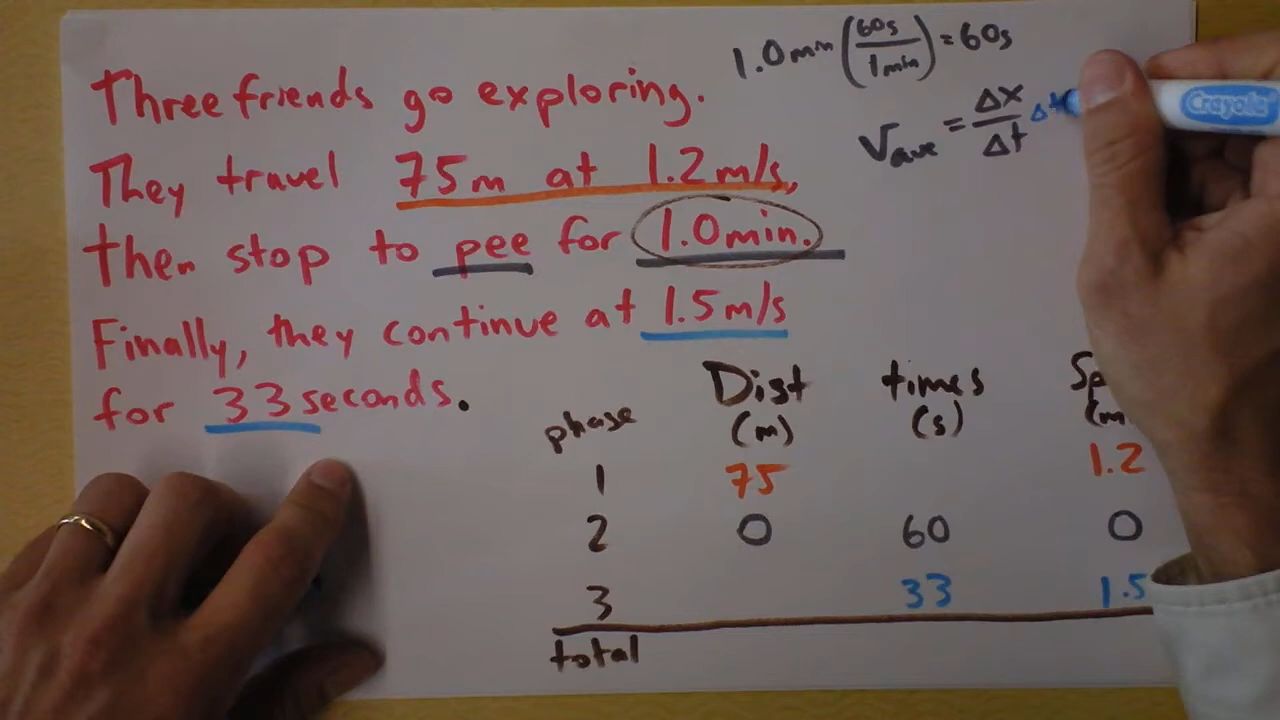 Three friends go exploring.
They travel 75m at 1.2m/s,
then stop to pee for 1.0min.
Finally, they continue at 1.5m/s
for 33 seconds.
1.0min(60s/1min)=60s
Vave = Δx/Δt Δt
Crayola
phase Dist (m) times (s)
1 75 1.2
2 0 60 0
3 33 1.5
total